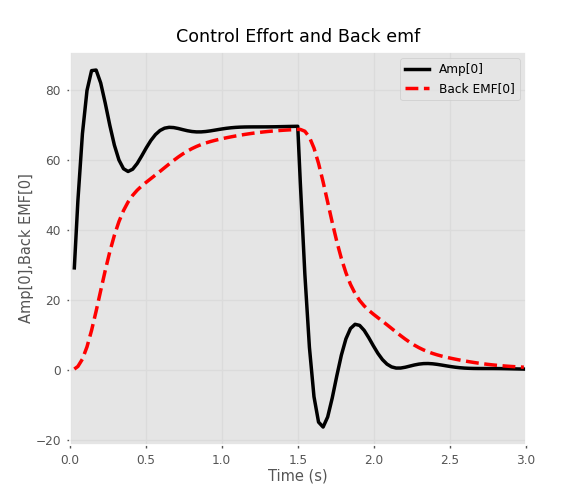 Control Effort and Back emf
Amp[0]
Back EMF[0]
Amp[0],Back EMF[0]
80
60
40
20
0
−20
0.0 0.5 1.0 1.5 2.0 2.5 3.0
Time (s)